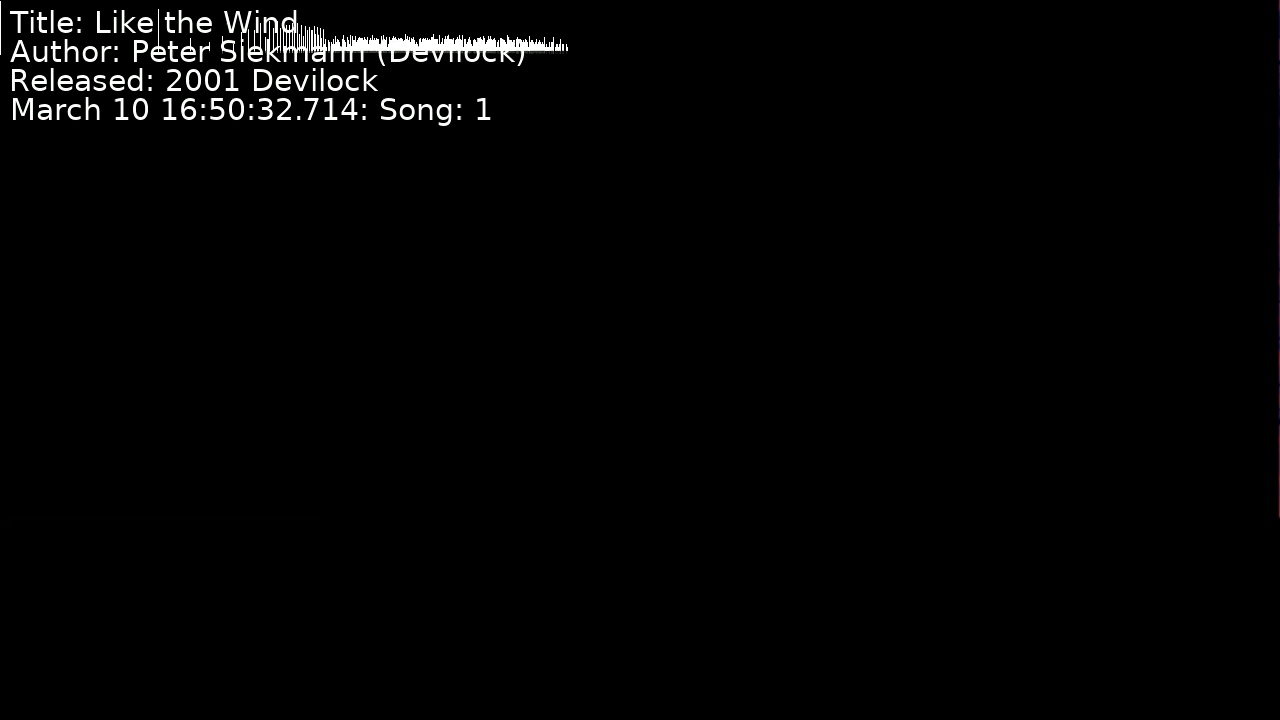 Title: Like the Wind
Author: Peter Siekmann (Devilock)
Released: 2001 Devilock
March 10 16:50:32.714: Song: 1